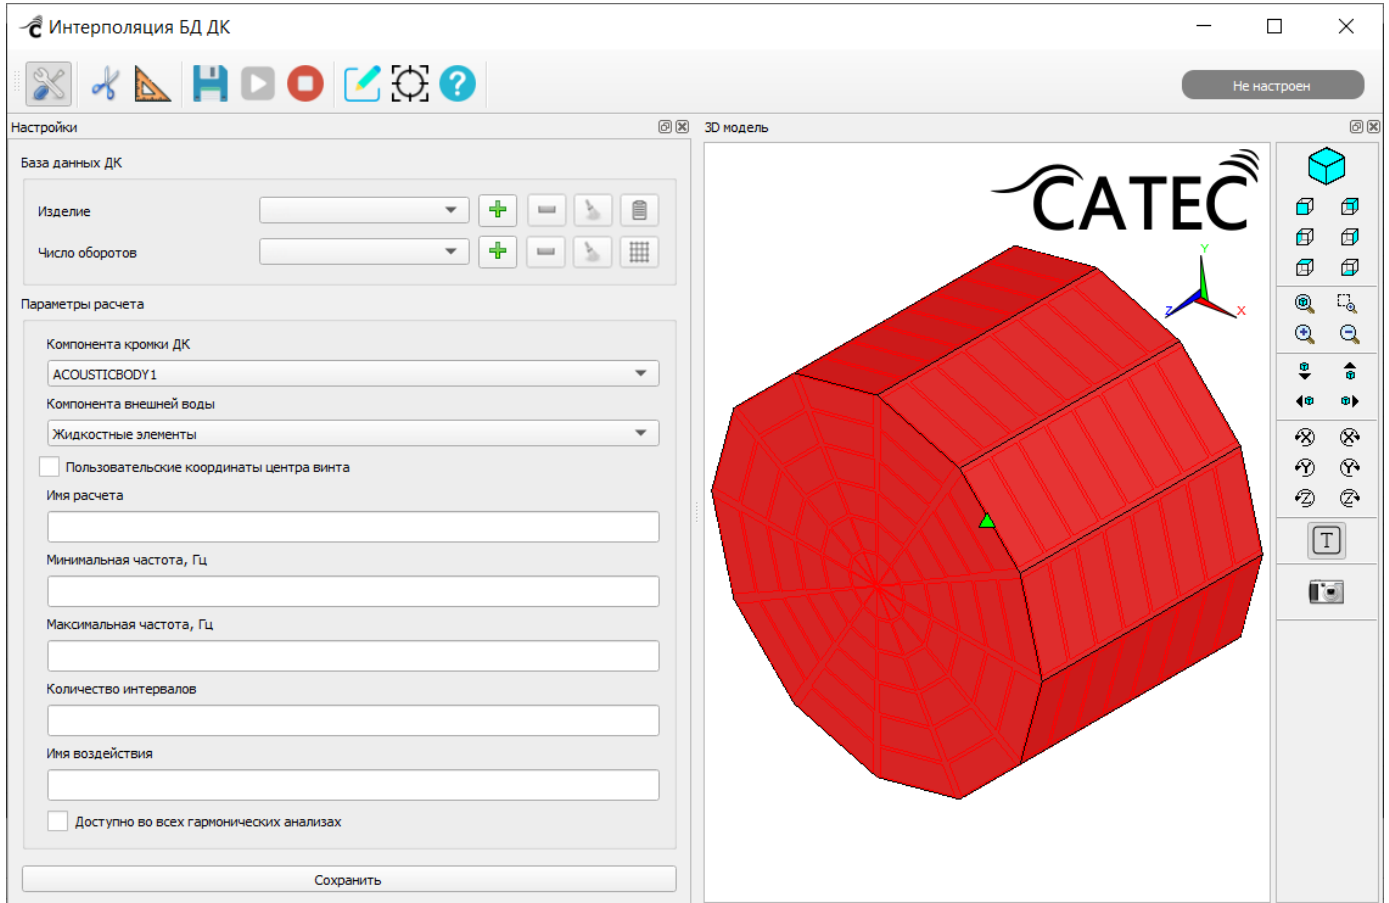 Интерполяция БД ДК
Не настроен
Настройки
База данных ДК
Изделие
Число оборотов
Параметры расчета
Компонента кромки ДК
ACOUSTICBODY1
Компонента внешней воды
Жидкостные элементы
Пользовательские координаты центра винта
Имя расчета
Минимальная частота, Гц
Максимальная частота, Гц
Количество интервалов
Имя воздействия
Доступно во всех гармонических анализах
Сохранить
3D модель
CATEC
Y
Z
X
X X
Y Y
Z Z
T